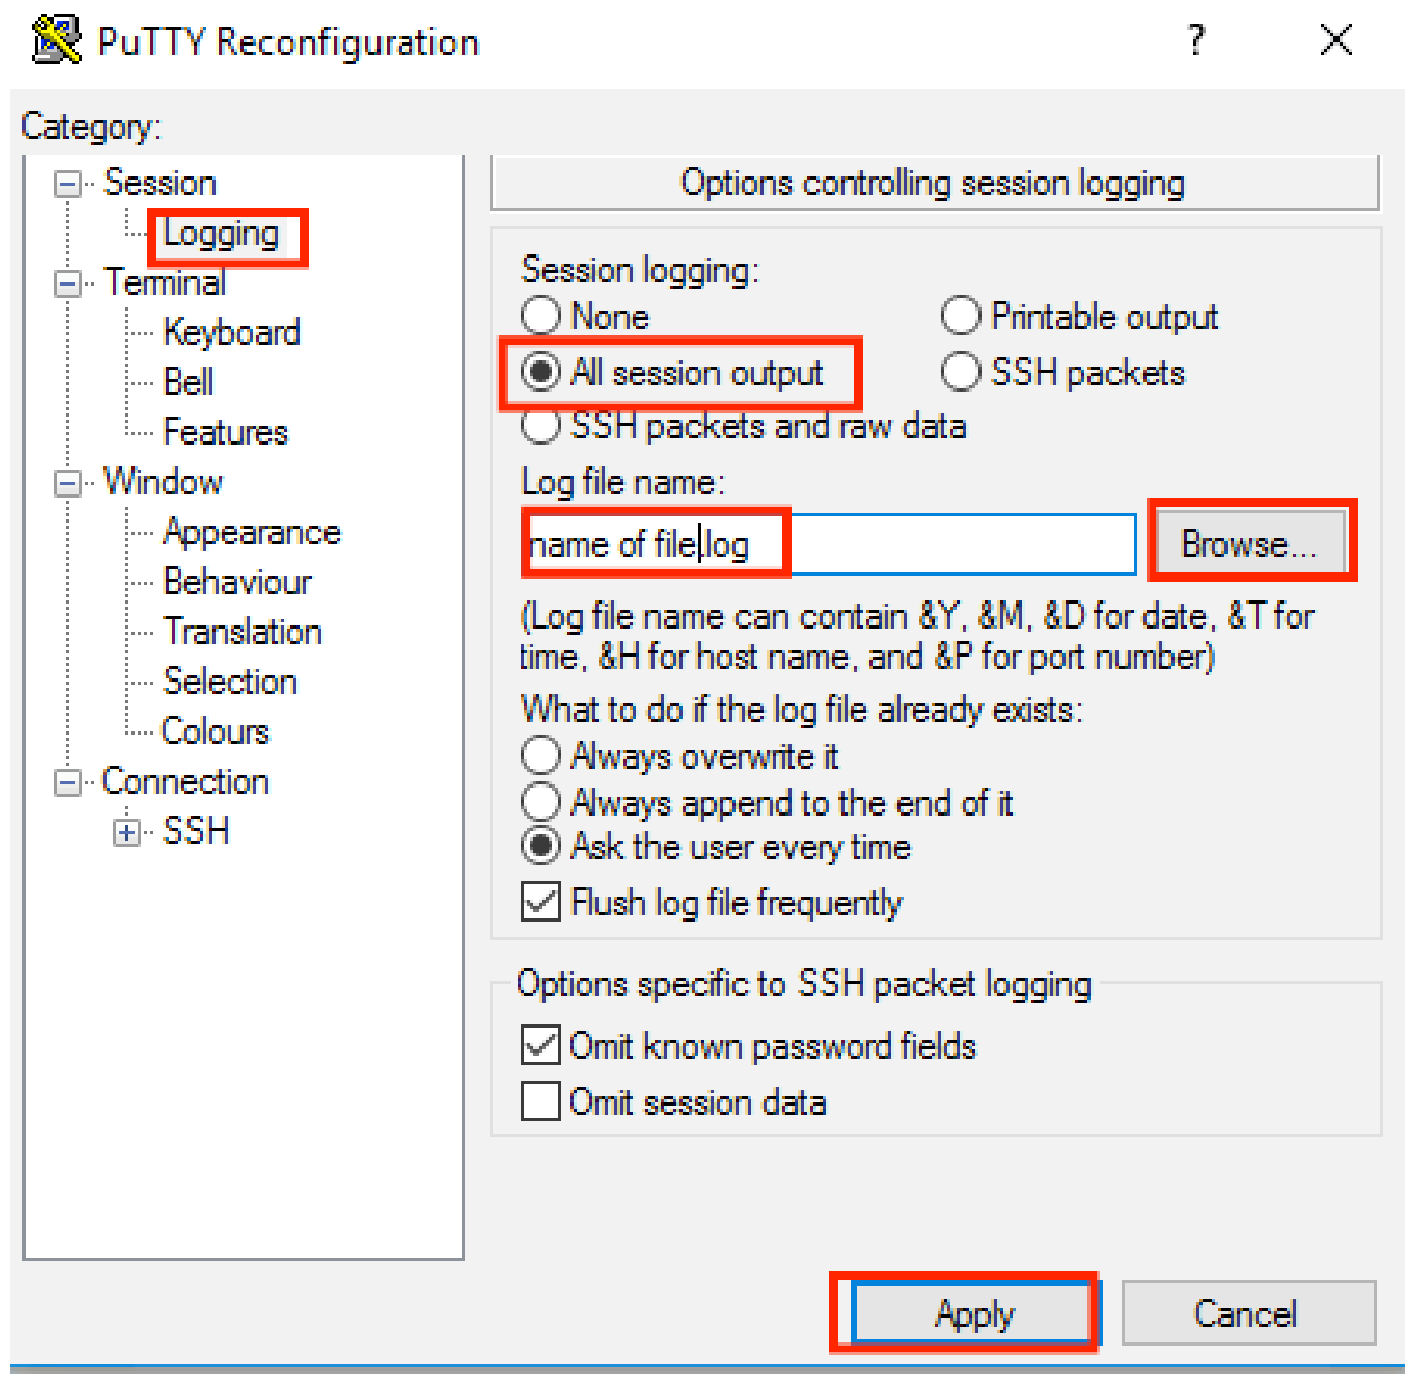 PuTTY Reconfiguration
?
Category:
Session
Logging
Terminal
Keyboard
Bell
Features
Window
Appearance
Behaviour
Translation
Selection
Colours
Connection
SSH
Options controlling session logging
Session logging:
None
Printable output
All session output
SSH packets
SSH packets and raw data
Log file name:
name of file.log
Browse...
(Log file name can contain &Y, &M, &D for date, &T for
time, &H for host name, and &P for port number)
What to do if the log file already exists:
Always overwrite it
Always append to the end of it
Ask the user every time
Flush log file frequently
Options specific to SSH packet logging
Omit known password fields
Omit session data
Apply
Cancel